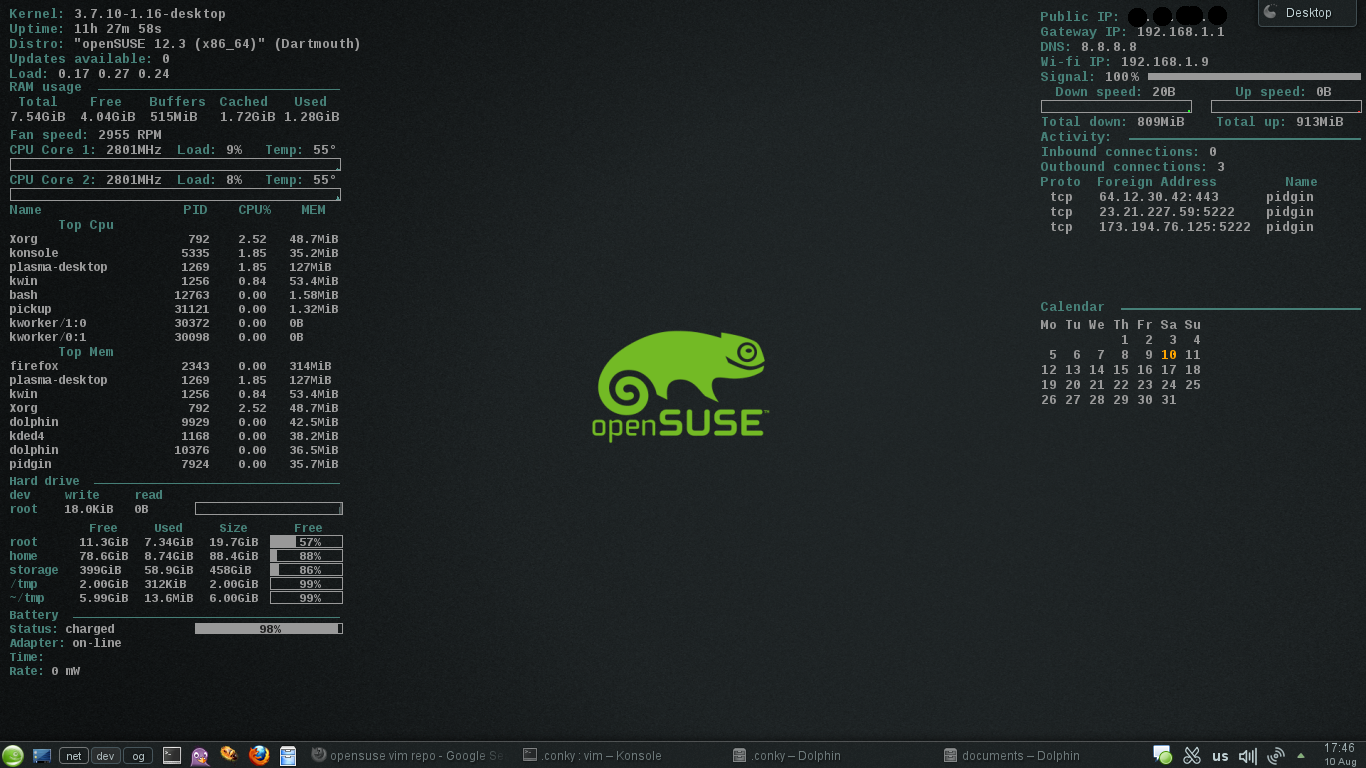 Kernel: 3.7.10-1.16-desktop
Uptime: 11h 27m 58s
Distro: "openSUSE 12.3 (x86_64)" (Dartmouth)
Updates available: 0
Load: 0.17 0.27 0.24
RAM usage
Total Free Buffers Cached Used
7.54GiB 4.04GiB 515MiB 1.72GiB 1.28GiB
Fan speed: 2955 RPM
CPU Core 1: 2801MHz Load: 9% Temp: 55°
CPU Core 2: 2801MHz Load: 8% Temp: 55°
Name PID CPU% MEM
Top Cpu
Xorg 792 2.52 48.7MiB
konsole 5335 1.85 35.2MiB
plasma-desktop 1269 1.85 127MiB
kwin 1256 0.84 53.4MiB
bash 12763 0.00 1.58MiB
pickup 31121 0.00 1.32MiB
kworker/1:0 30372 0.00 0B
kworker/0:1 30098 0.00 0B
Top Mem
firefox 2343 0.00 314MiB
plasma-desktop 1269 1.85 127MiB
kwin 1256 0.84 53.4MiB
Xorg 792 2.52 48.7MiB
dolphin 9929 0.00 42.5MiB
kded4 1168 0.00 38.2MiB
dolphin 10376 0.00 36.5MiB
pidgin 7924 0.00 35.7MiB
Hard drive
dev write read
root 18.0KiB 0B
Free Used Size Free
root 11.3GiB 7.34GiB 19.7GiB 57%
home 78.6GiB 8.74GiB 88.4GiB 88%
storage 399GiB 58.9GiB 458GiB 86%
/tmp 2.00GiB 312KiB 2.00GiB 99%
~/tmp 5.99GiB 13.6MiB 6.00GiB 99%
Battery
Status: charged 98%
Adapter: on-line
Time:
Rate: 0 mW
openSUSE™
Desktop
Public IP:
Gateway IP: 192.168.1.1
DNS: 8.8.8.8
Wi-fi IP: 192.168.1.9
Signal: 100%
Down speed: 20B Up speed: 0B
Total down: 809MiB Total up: 913MiB
Activity:
Inbound connections: 0
Outbound connections: 3
Proto Foreign Address Name
tcp 64.12.30.42:443 pidgin
tcp 23.21.227.59:5222 pidgin
tcp 173.194.76.125:5222 pidgin
Calendar
Mo Tu We Th Fr Sa Su
1 2 3 4
5 6 7 8 9 10 11
12 13 14 15 16 17 18
19 20 21 22 23 24 25
26 27 28 29 30 31
net dev og opensuse vim repo - Google Se .conky : vim – Konsole .conky – Dolphin documents – Dolphin us 17:46
10 Aug